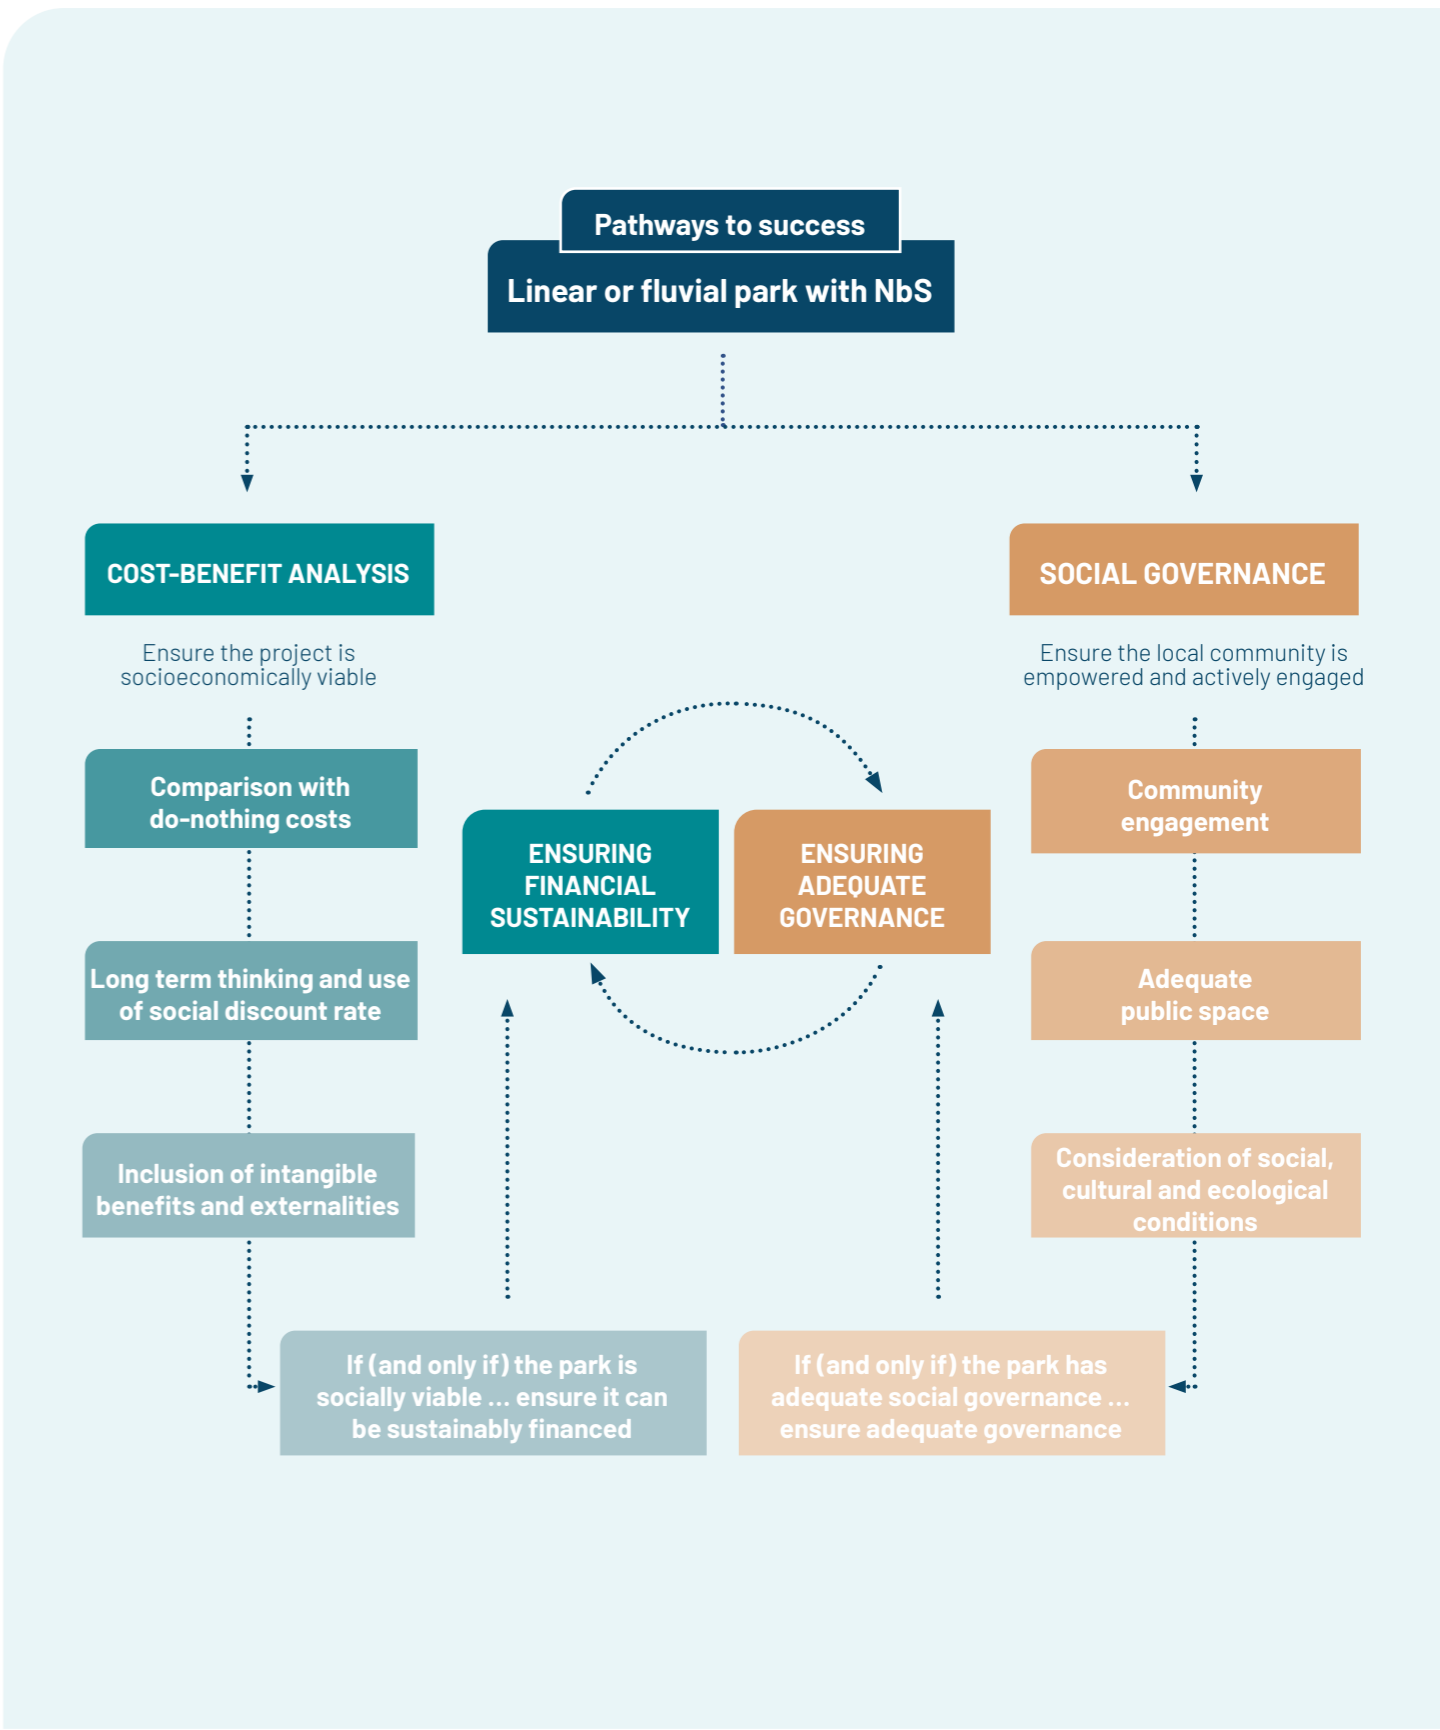 Pathways to success
Linear or fluvial park with NbS
COST-BENEFIT ANALYSIS
Ensure the project is
socioeconomically viable
Comparison with
do-nothing costs
Long term thinking and use
of social discount rate
Inclusion of intangible
benefits and externalities
If (and only if) the park is
socially viable ... ensure it can
be sustainably financed
ENSURING
FINANCIAL
SUSTAINABILITY
ENSURING
ADEQUATE
GOVERNANCE
SOCIAL GOVERNANCE
Ensure the local community is
empowered and actively engaged
Community
engagement
Adequate
public space
Consideration of social,
cultural and ecological
conditions
If (and only if) the park has
adequate social governance ...
ensure adequate governance